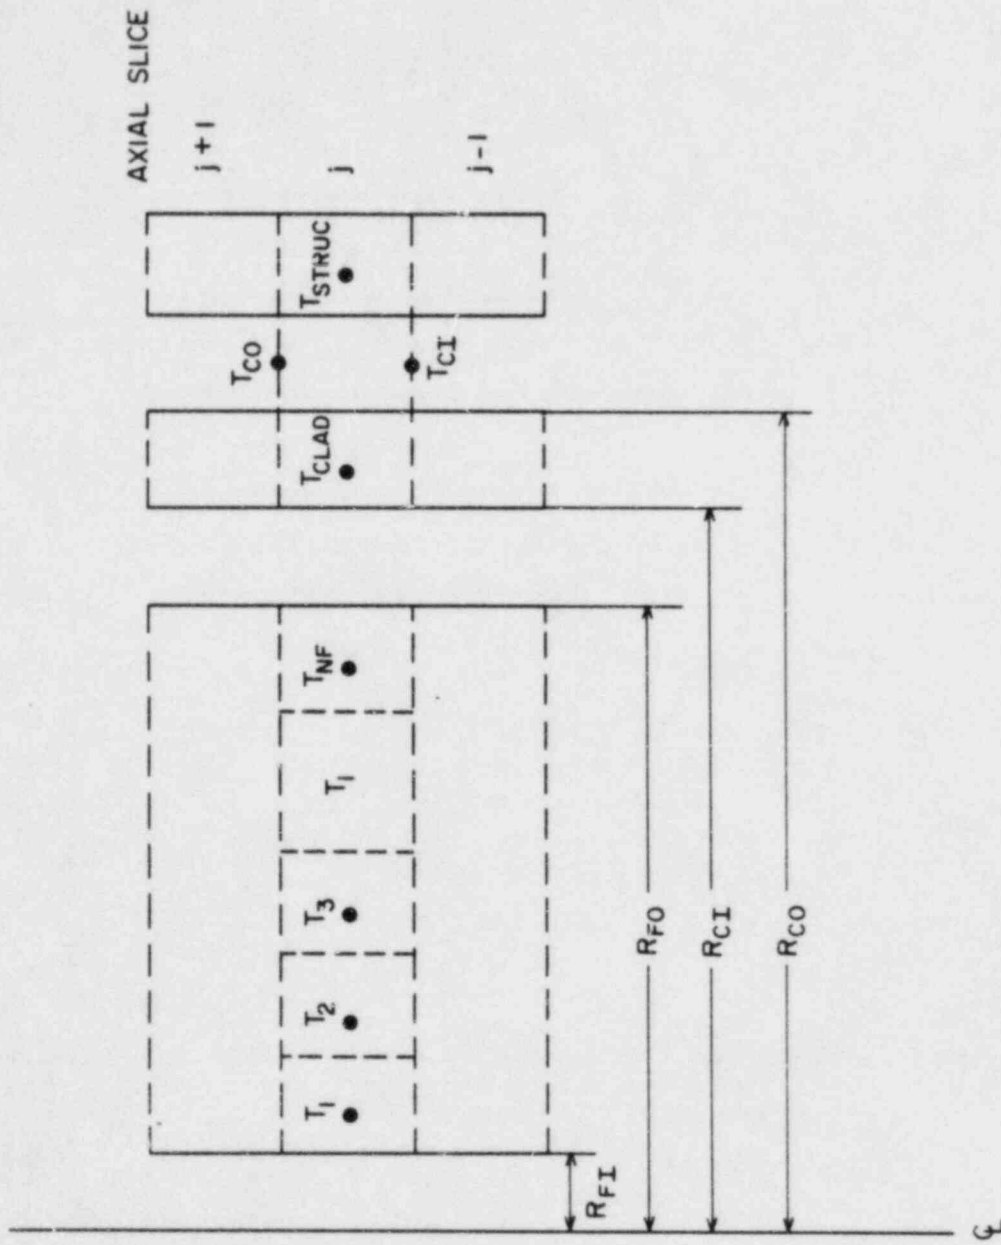 AXIAL SLICE
j+1
j
j-1
T_CO
T_CI
T_STRUC
T_CLAD
T_1
T_2
T_3
T_I
T_NF
R_FI
R_FO
R_CI
R_CO
℄